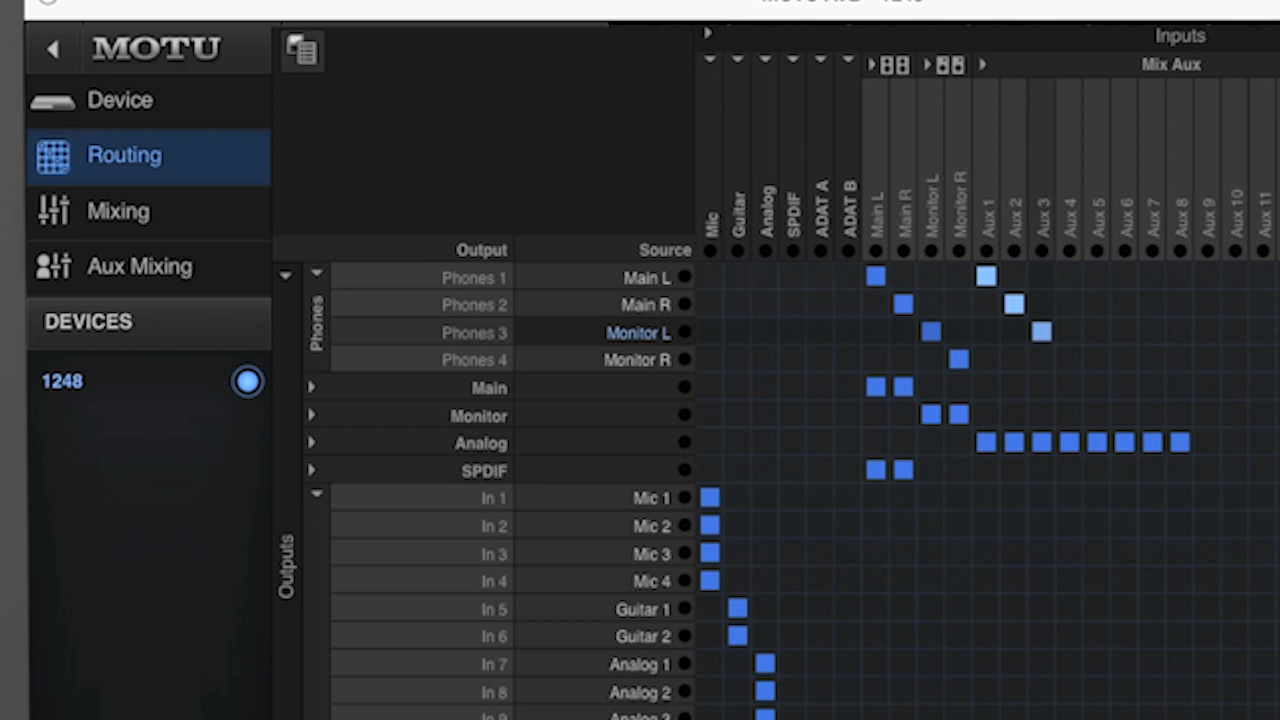 MOTU
Device
Routing
Mixing
Aux Mixing
DEVICES
1248
Inputs
Mix Aux
Mic
Guitar
Analog
SPDIF
ADAT A
ADAT B
Main L
Main R
Monitor L
Monitor R
Aux 1
Aux 2
Aux 3
Aux 4
Aux 5
Aux 6
Aux 7
Aux 8
Aux 9
Aux 10
Aux 11
Output Source
Outputs
Phones
Phones 1 Main L
Phones 2 Main R
Phones 3 Monitor L
Phones 4 Monitor R
Main
Monitor
Analog
SPDIF
In 1 Mic 1
In 2 Mic 2
In 3 Mic 3
In 4 Mic 4
In 5 Guitar 1
In 6 Guitar 2
In 7 Analog 1
In 8 Analog 2